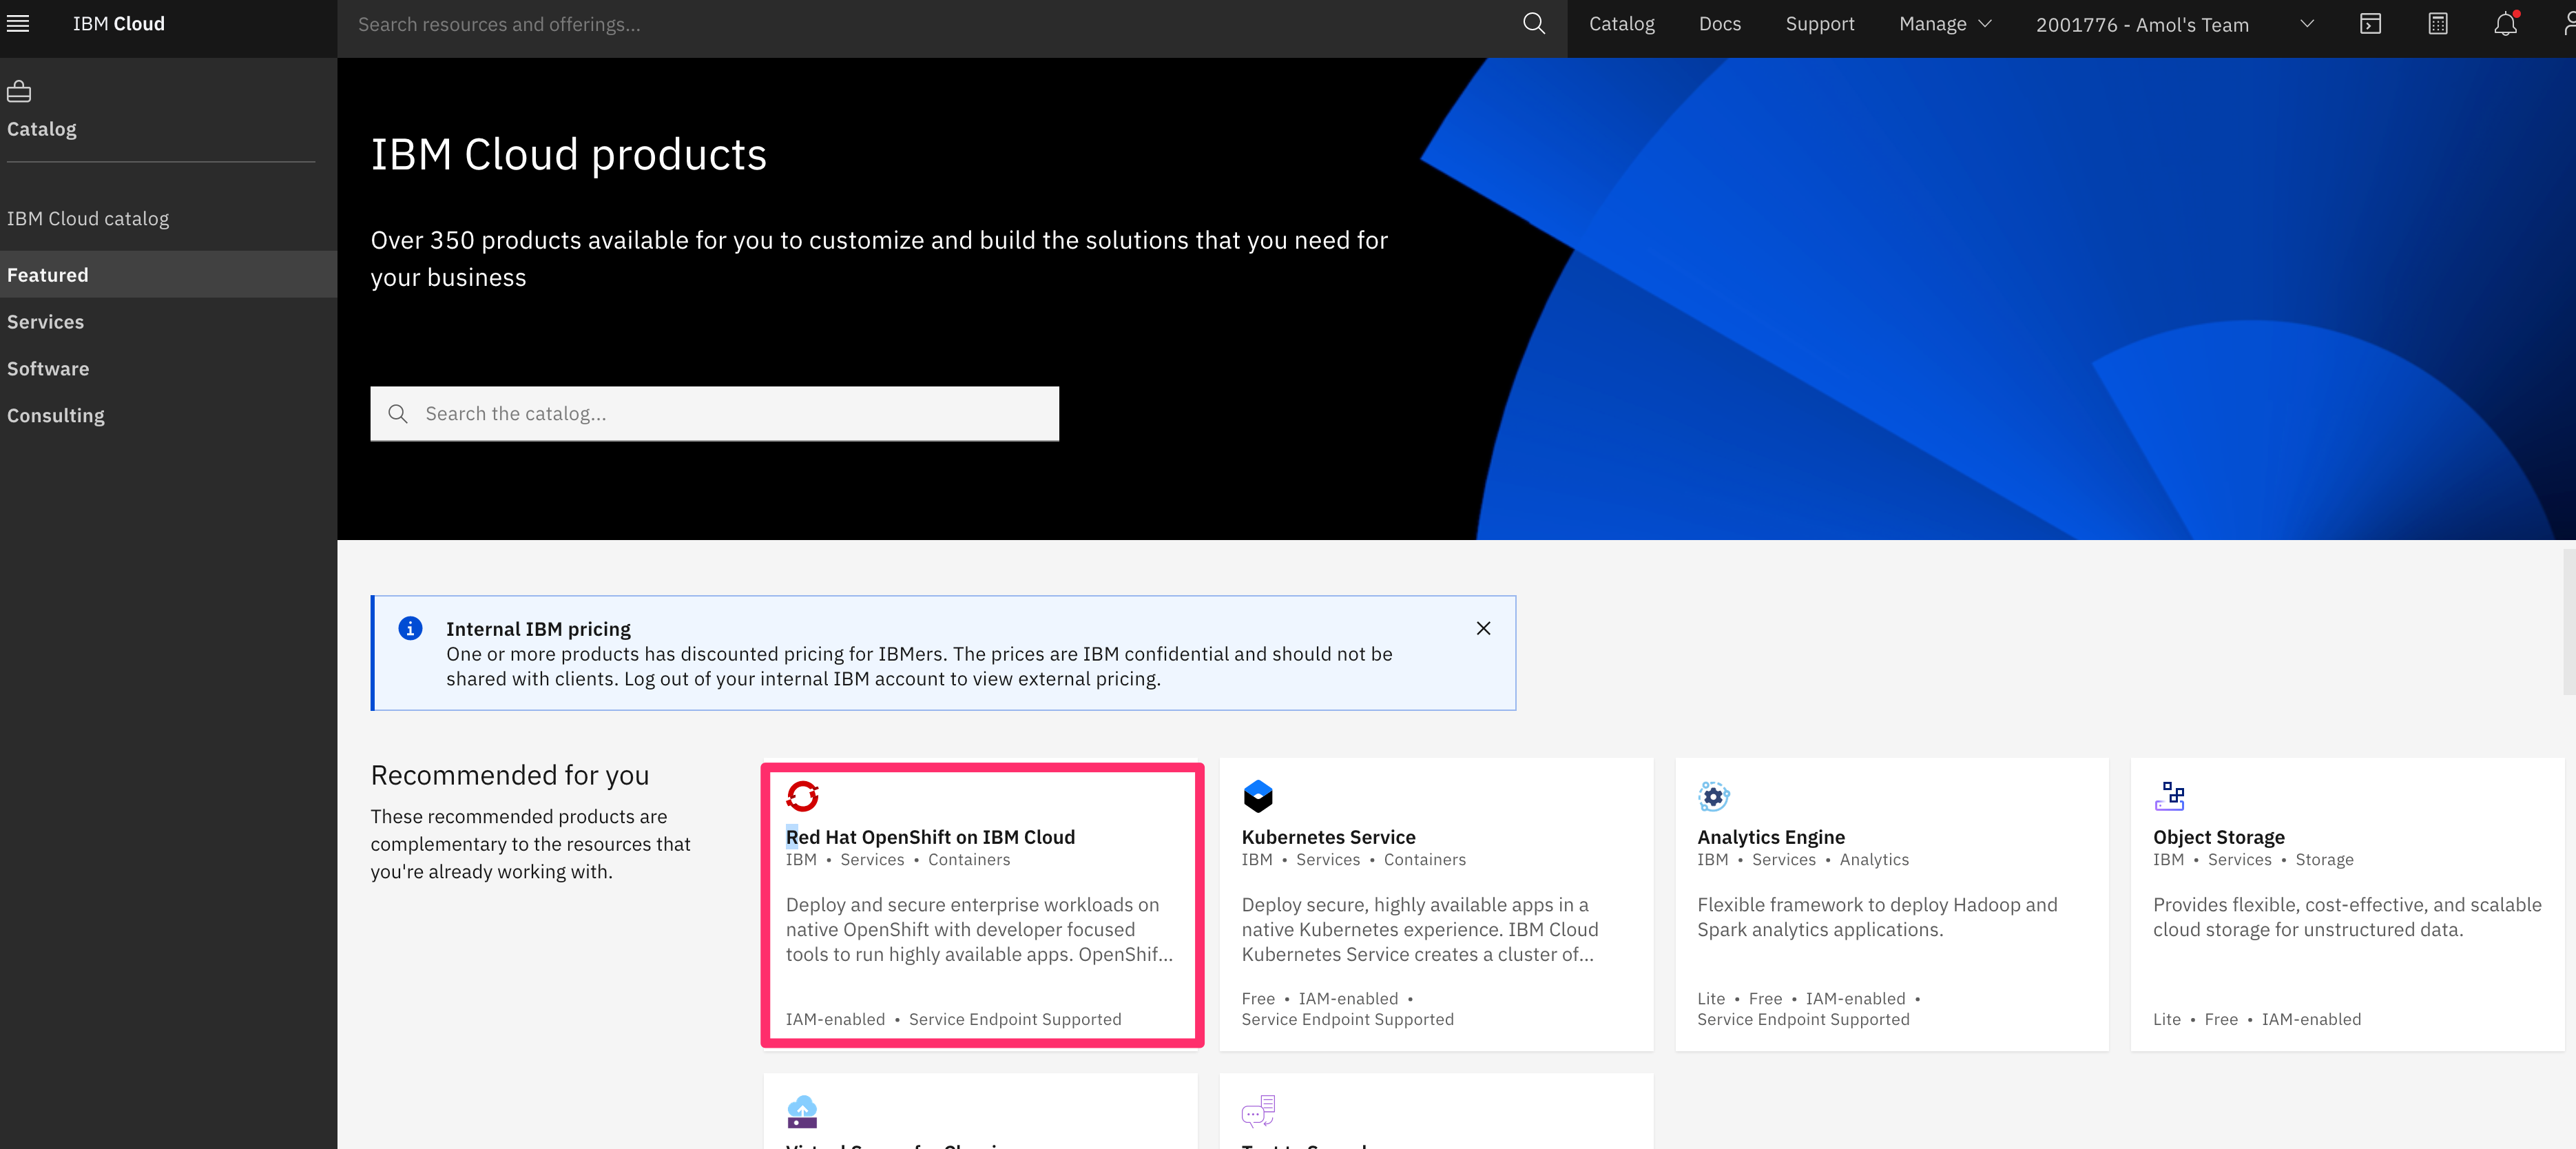 IBM Cloud
Search resources and offerings...
Catalog
Docs
Support
Manage
2001776 - Amol's Team
Catalog
IBM Cloud catalog
Featured
Services
Software
Consulting
IBM Cloud products
Over 350 products available for you to customize and build the solutions that you need for
your business
Search the catalog...
Internal IBM pricing
One or more products has discounted pricing for IBMers. The prices are IBM confidential and should not be
shared with clients. Log out of your internal IBM account to view external pricing.
Recommended for you
These recommended products are
complementary to the resources that
you're already working with.
Red Hat OpenShift on IBM Cloud
IBM • Services • Containers
Deploy and secure enterprise workloads on
native OpenShift with developer focused
tools to run highly available apps. OpenShif...
IAM-enabled • Service Endpoint Supported
Kubernetes Service
IBM • Services • Containers
Deploy secure, highly available apps in a
native Kubernetes experience. IBM Cloud
Kubernetes Service creates a cluster of...
Free • IAM-enabled •
Service Endpoint Supported
Analytics Engine
IBM • Services • Analytics
Flexible framework to deploy Hadoop and
Spark analytics applications.
Lite • Free • IAM-enabled •
Service Endpoint Supported
Object Storage
IBM • Services • Storage
Provides flexible, cost-effective, and scalable
cloud storage for unstructured data.
Lite • Free • IAM-enabled